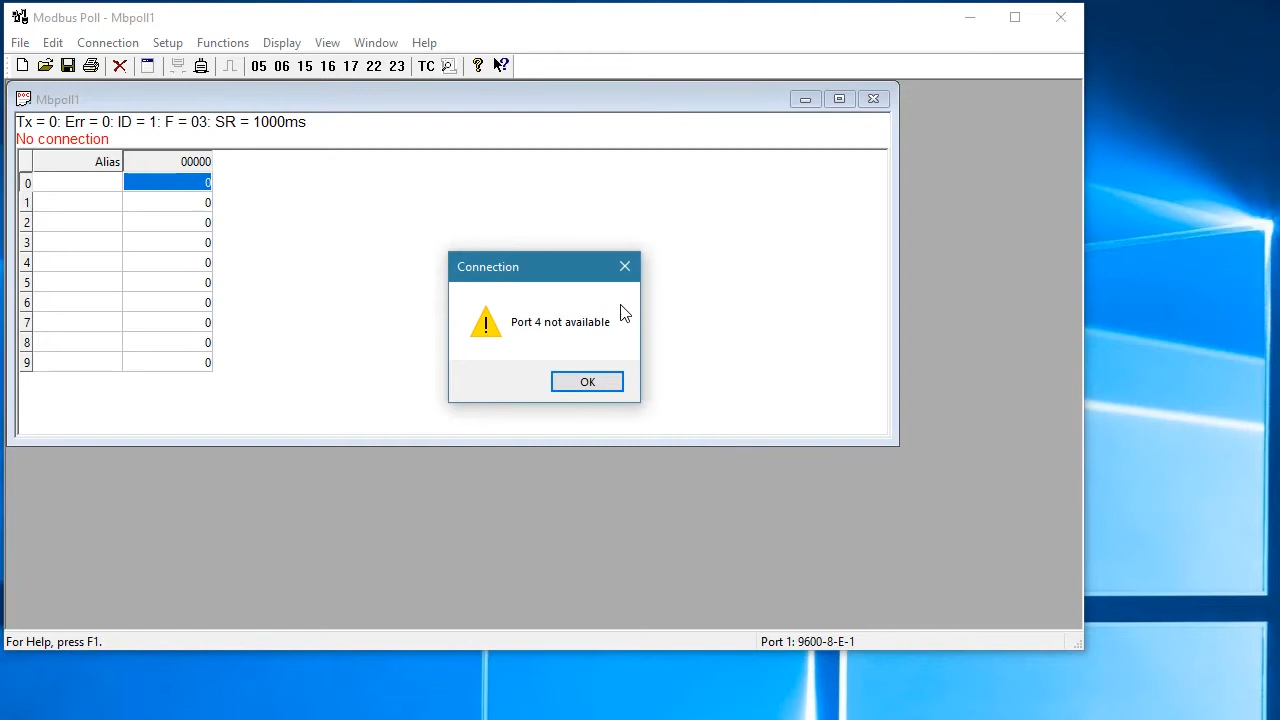 Modbus Poll - Mbpoll1
File Edit Connection Setup Functions Display View Window Help
05 06 15 16 17 22 23 TC
Mbpoll1
Tx = 0: Err = 0: ID = 1: F = 03: SR = 1000ms
No connection
Alias 00000
0 0
1 0
2 0
3 0
4 0
5 0
6 0
7 0
8 0
9 0
Connection
Port 4 not available
OK
For Help, press F1.
Port 1: 9600-8-E-1